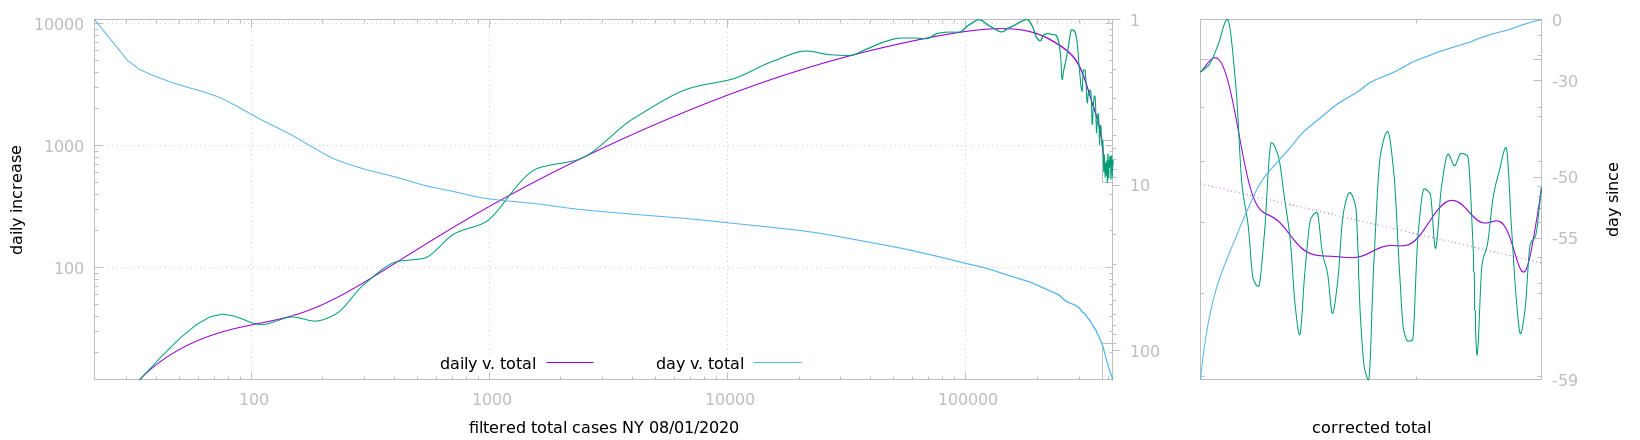 10000
1000
100
daily increase
100
1000
10000
100000
filtered total cases NY 08/01/2020
daily v. total
day v. total
1
10
100
0
-30
-50
-55
-59
day since
corrected total